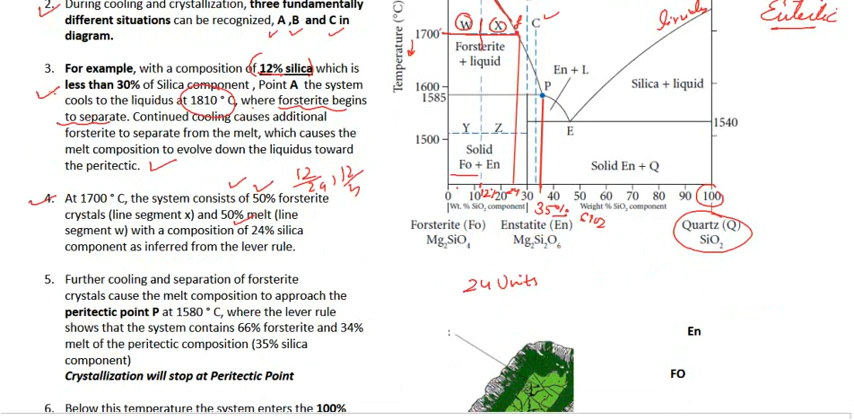 2. During cooling and crystallization, three fundamentally
different situations can be recognized, A ,B and C in
diagram.
3. For example, with a composition of 12% silica which is
less than 30% of Silica component , Point A the system
cools to the liquidus at 1810 ° C, where forsterite begins
to separate. Continued cooling causes additional
forsterite to separate from the melt, which causes the
melt composition to evolve down the liquidus toward
the peritectic.
12/24, 12/
4. At 1700 ° C, the system consists of 50% forsterite
crystals (line segment x) and 50% melt (line
segment w) with a composition of 24% silica
component as inferred from the lever rule.
5. Further cooling and separation of forsterite
crystals cause the melt composition to approach the
peritectic point P at 1580 ° C, where the lever rule
shows that the system contains 66% forsterite and 34%
melt of the peritectic composition (35% silica
component)
Crystallization will stop at Peritectic Point
6. Below this temperature the system enters the 100%
Temperature (°C)
W X C
liquidus
Eutectic
1700
Forsterite
+ liquid
En + L
Silica + liquid
1600
1585
P
1540
Y Z
E
1500
Solid
Fo + En
Solid En + Q
0 10 12 20 24 30 40 50 60 70 80 90 100
Wt. % SiO2 component
35% SiO2
Weight % SiO2 component
Forsterite (Fo) Enstatite (En) Quartz (Q)
Mg2SiO4 Mg2Si2O6 SiO2
24 Units
:
En
FO